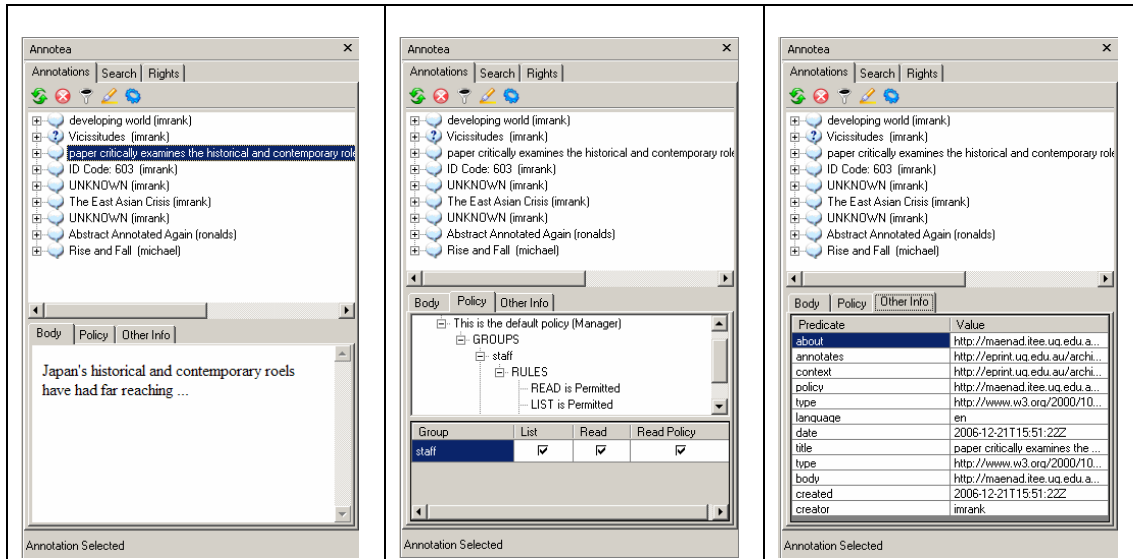 Annotea
Annotations Search Rights
developing world (imrank)
Vicissitudes (imrank)
paper critically examines the historical and contemporary role
ID Code: 603 (imrank)
UNKNOWN (imrank)
The East Asian Crisis (imrank)
UNKNOWN (imrank)
Abstract Annotated Again (ronalds)
Rise and Fall (michael)
Body Policy Other Info
Japan's historical and contemporary roels
have had far reaching ...
Annotation Selected
Annotea
Annotations Search Rights
developing world (imrank)
Vicissitudes (imrank)
paper critically examines the historical and contemporary role
ID Code: 603 (imrank)
UNKNOWN (imrank)
The East Asian Crisis (imrank)
UNKNOWN (imrank)
Abstract Annotated Again (ronalds)
Rise and Fall (michael)
Body Policy Other Info
This is the default policy (Manager)
GROUPS
staff
RULES
READ is Permitted
LIST is Permitted
Group List Read Read Policy
staff
Annotation Selected
Annotea
Annotations Search Rights
developing world (imrank)
Vicissitudes (imrank)
paper critically examines the historical and contemporary role
ID Code: 603 (imrank)
UNKNOWN (imrank)
The East Asian Crisis (imrank)
UNKNOWN (imrank)
Abstract Annotated Again (ronalds)
Rise and Fall (michael)
Body Policy Other Info
Predicate Value
about http://maenad.itee.uq.edu.a...
annotates http://eprint.uq.edu.au/archi...
context http://eprint.uq.edu.au/archi...
policy http://maenad.itee.uq.edu.a...
type http://www.w3.org/2000/10...
language en
date 2006-12-21T15:51:22Z
title paper critically examines the ...
type http://www.w3.org/2000/10...
body http://maenad.itee.uq.edu.a...
created 2006-12-21T15:51:22Z
creator imrank
Annotation Selected